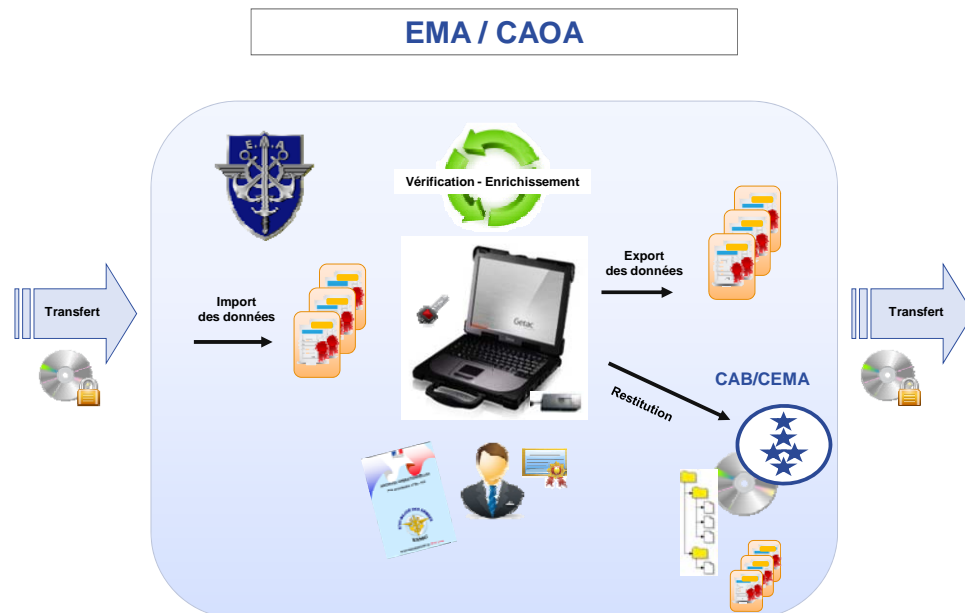 EMA / CAOA
E. M. A
Vérification - Enrichissement
Export
des données
Import
des données
Transfert
Transfert
Getac
CAB/CEMA
Restitution